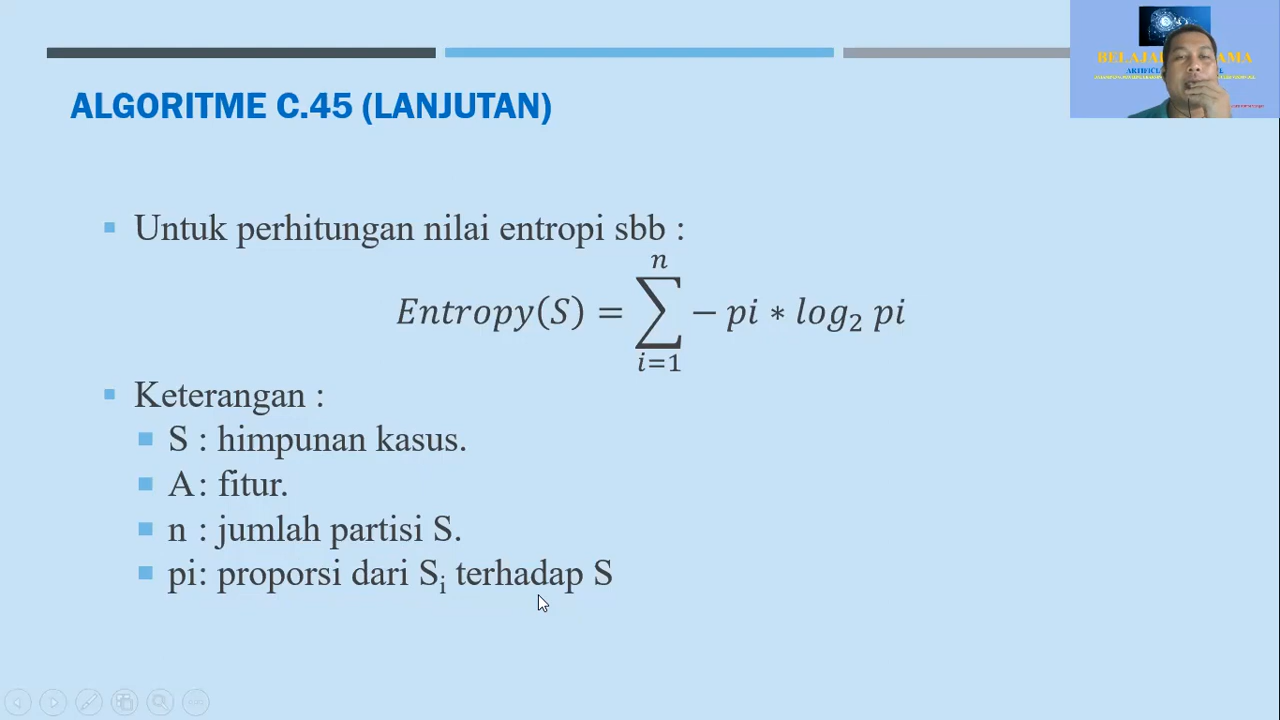 ALGORITME C.45 (LANJUTAN)
Untuk perhitungan nilai entropi sbb :
Entropy(S) = ∑ⁿᵢ₌₁ − pi ∗ log₂ pi
Keterangan :
S : himpunan kasus.
A : fitur.
n : jumlah partisi S.
pi: proporsi dari Sᵢ terhadap S